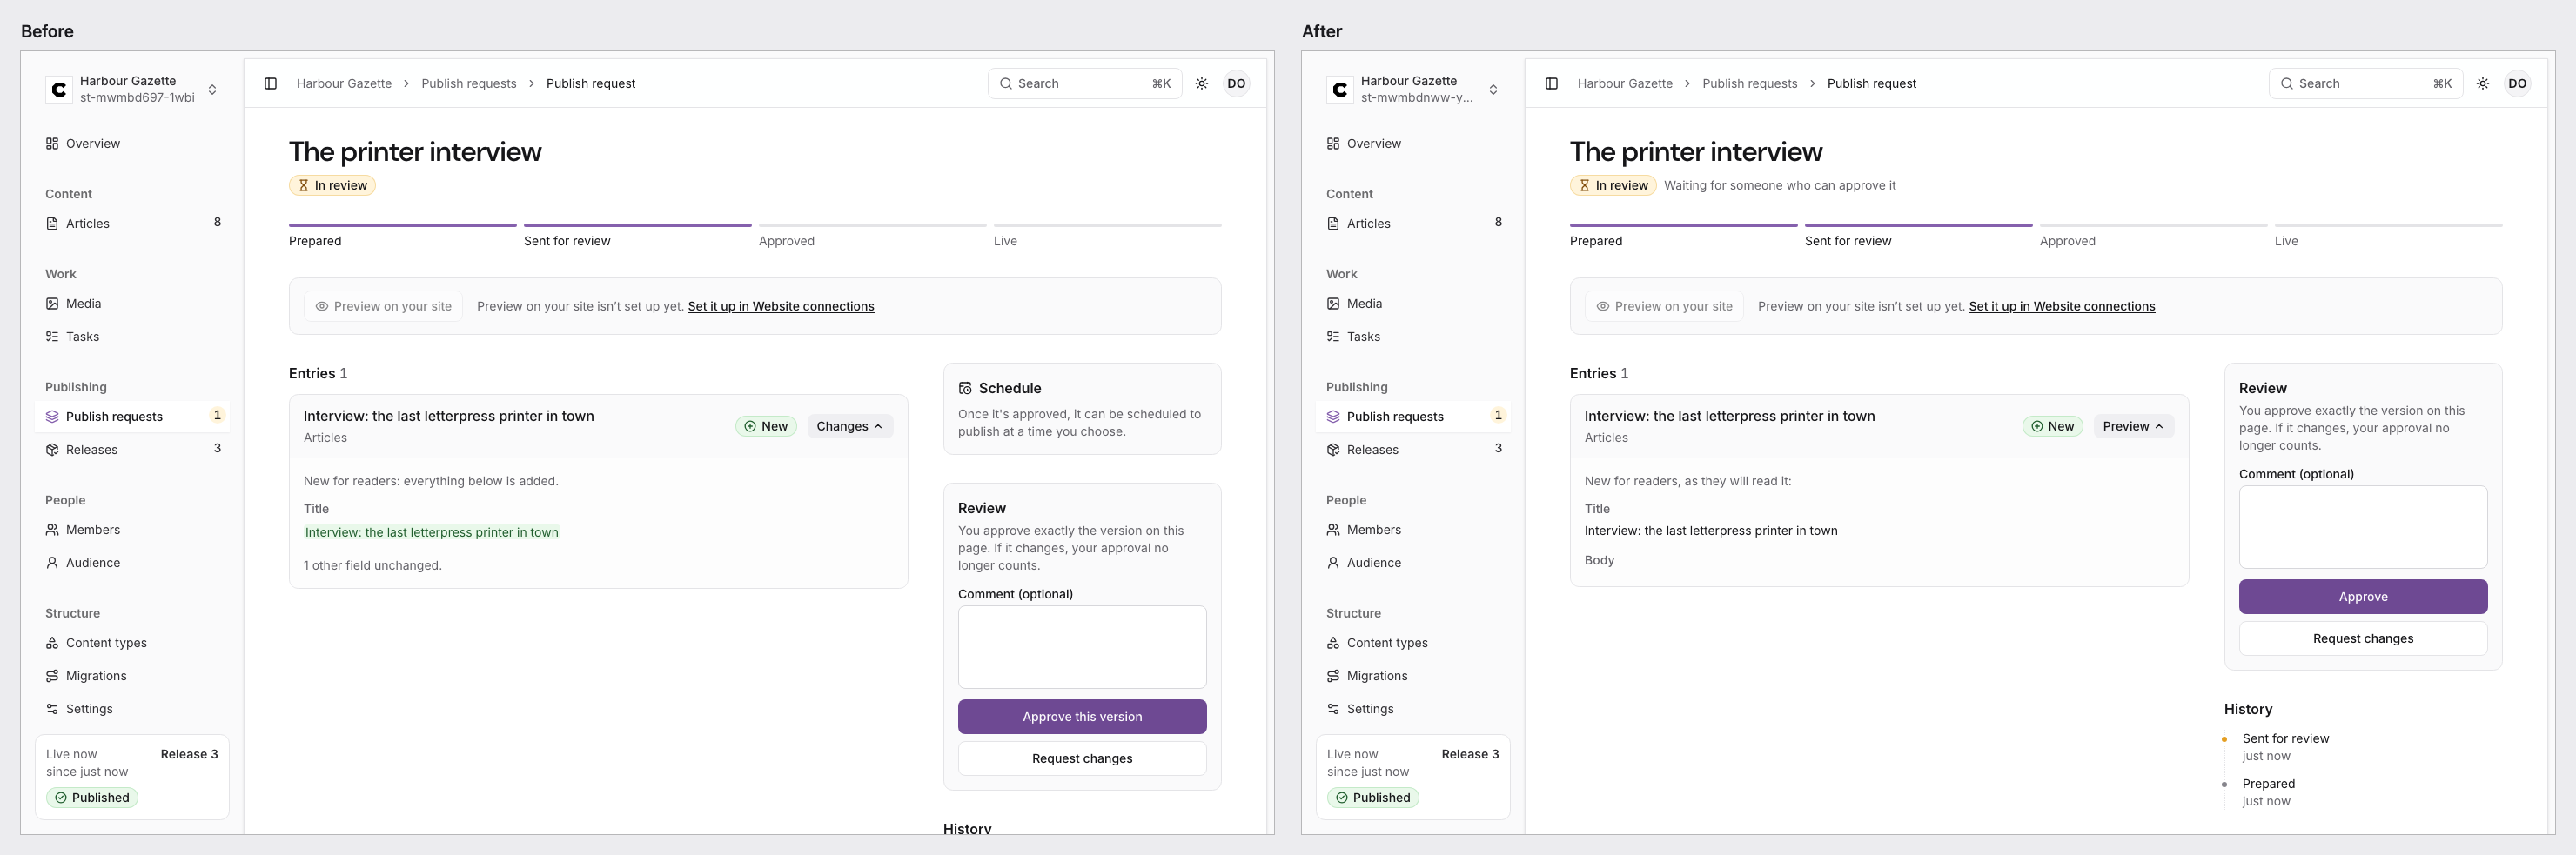 Before
Harbour Gazette
st-mwmbd697-1wbi
Overview
Content
Articles 8
Work
Media
Tasks
Publishing
Publish requests 1
Releases 3
People
Members
Audience
Structure
Content types
Migrations
Settings
Live now Release 3
since just now
Published
Harbour Gazette > Publish requests > Publish request
Search ⌘K
DO
The printer interview
In review
Prepared Sent for review Approved Live
Preview on your site Preview on your site isn’t set up yet. Set it up in Website connections
Entries 1
Interview: the last letterpress printer in town
Articles
New Changes
New for readers: everything below is added.
Title
Interview: the last letterpress printer in town
1 other field unchanged.
Schedule
Once it's approved, it can be scheduled to
publish at a time you choose.
Review
You approve exactly the version on this
page. If it changes, your approval no
longer counts.
Comment (optional)
Approve this version
Request changes
History
After
Harbour Gazette
st-mwmbdnww-y...
Overview
Content
Articles 8
Work
Media
Tasks
Publishing
Publish requests 1
Releases 3
People
Members
Audience
Structure
Content types
Migrations
Settings
Live now Release 3
since just now
Published
Harbour Gazette > Publish requests > Publish request
Search ⌘K
DO
The printer interview
In review Waiting for someone who can approve it
Prepared Sent for review Approved Live
Preview on your site Preview on your site isn’t set up yet. Set it up in Website connections
Entries 1
Interview: the last letterpress printer in town
Articles
New Preview
New for readers, as they will read it:
Title
Interview: the last letterpress printer in town
Body
Review
You approve exactly the version on this
page. If it changes, your approval no
longer counts.
Comment (optional)
Approve
Request changes
History
Sent for review
just now
Prepared
just now